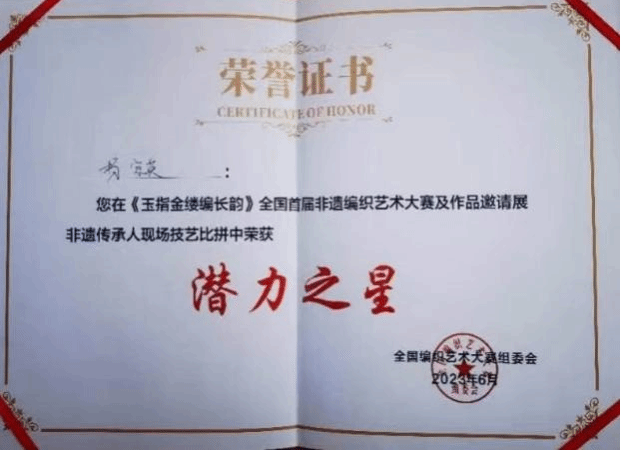 荣誉证书
CERTIFICATE OF HONOR
：
您在《玉指金缕编长韵》全国首届非遗编织艺术大赛及作品邀请展
非遗传承人现场技艺比拼中荣获
潜力之星
全国编织艺术大赛组委会
2023年6月